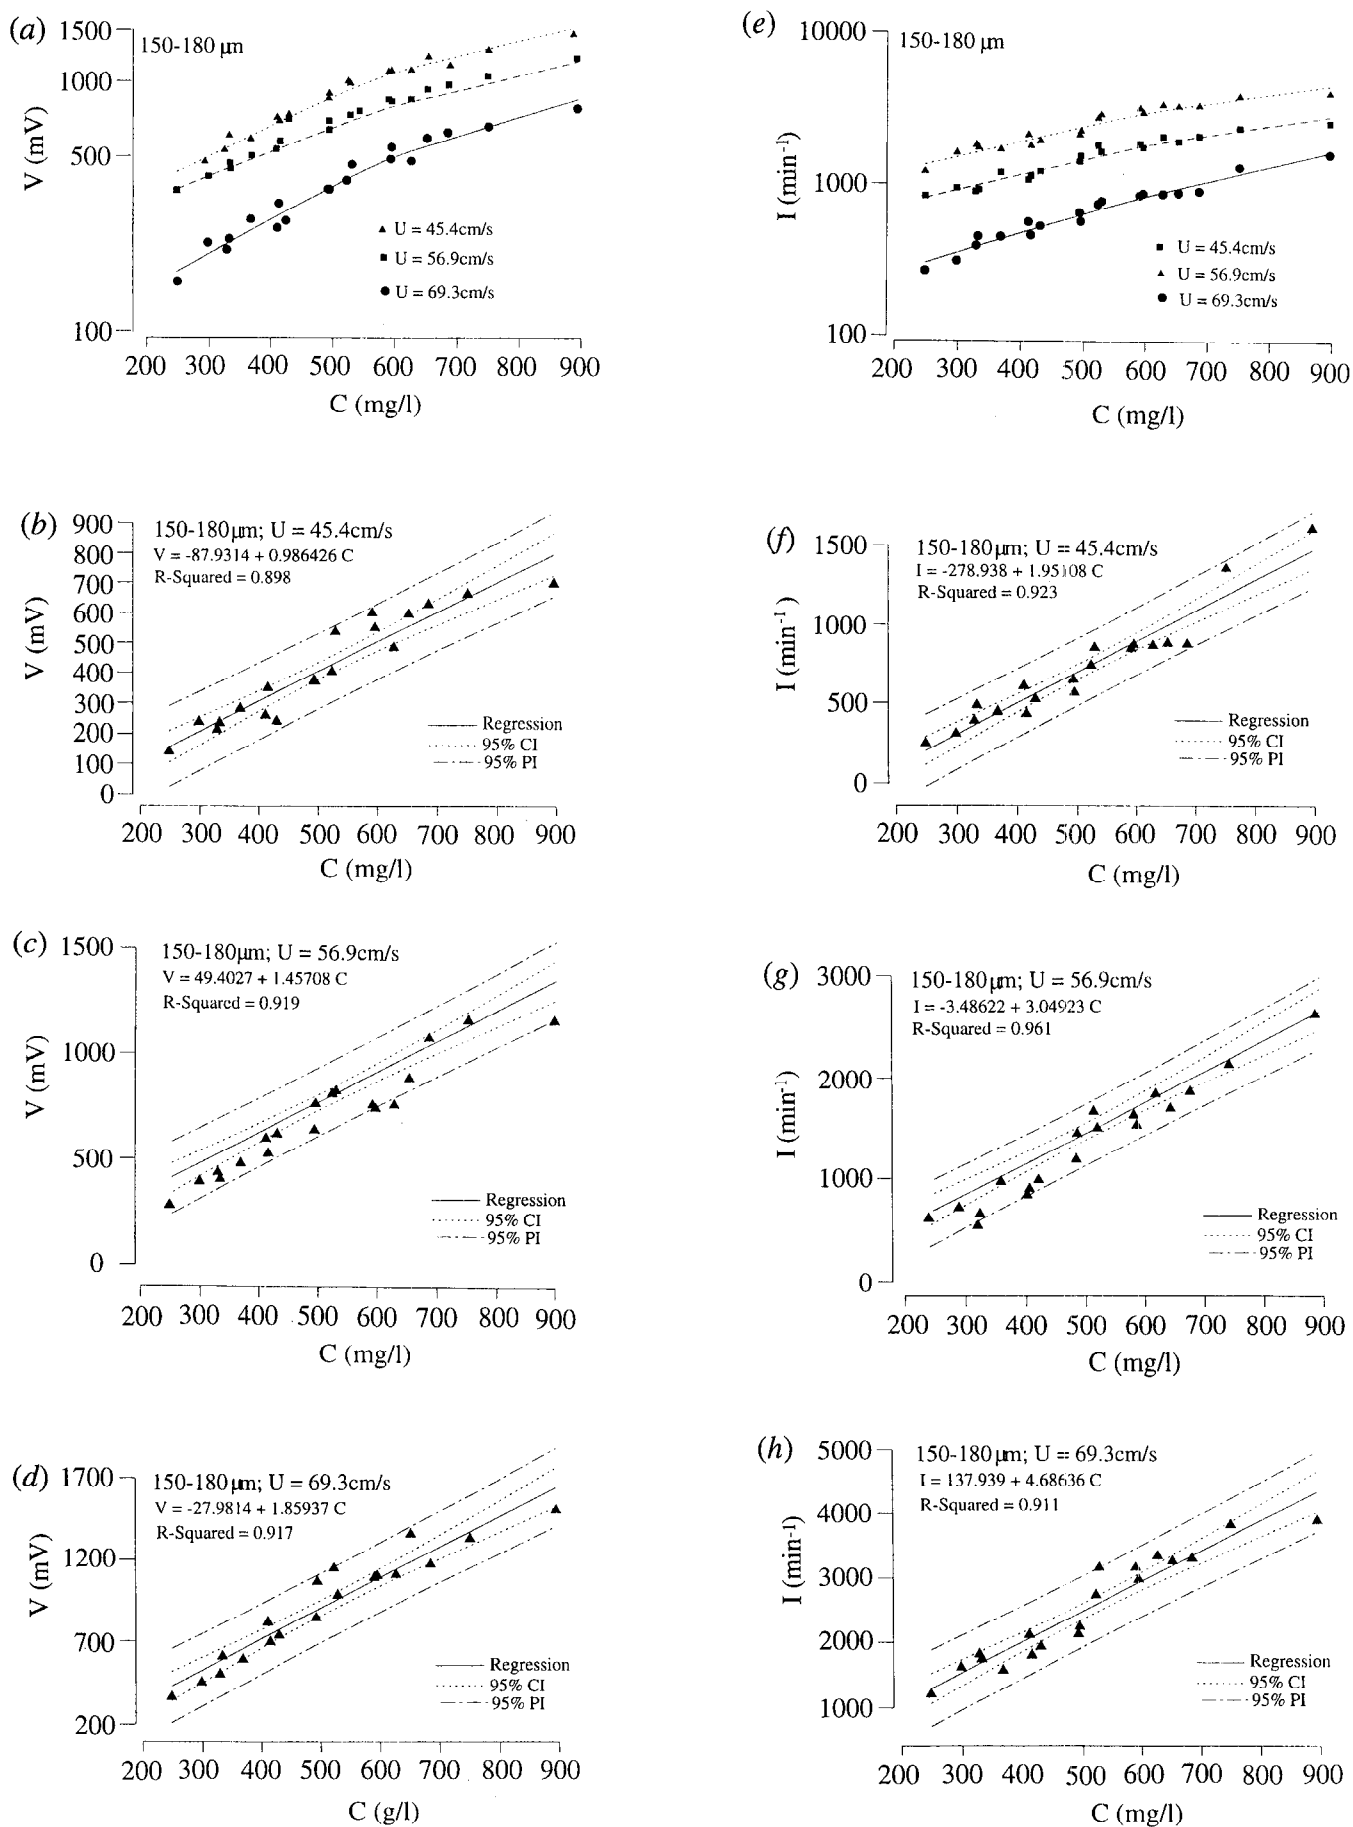 (a)
1500
1000
500
100
V (mV)
150-180 µm
U = 45.4cm/s
U = 56.9cm/s
U = 69.3cm/s
200 300 400 500 600 700 800 900
C (mg/l)
(e)
10000
1000
100
I (min⁻¹)
150-180 µm
U = 45.4cm/s
U = 56.9cm/s
U = 69.3cm/s
200 300 400 500 600 700 800 900
C (mg/l)
(b)
900
800
700
600
500
400
300
200
100
0
V (mV)
150-180µm; U = 45.4cm/s
V = -87.9314 + 0.986426 C
R-Squared = 0.898
Regression
95% CI
95% PI
200 300 400 500 600 700 800 900
C (mg/l)
(f)
1500
1000
500
0
I (min⁻¹)
150-180µm; U = 45.4cm/s
I = -278.938 + 1.95108 C
R-Squared = 0.923
Regression
95% CI
95% PI
200 300 400 500 600 700 800 900
C (mg/l)
(c)
1500
1000
500
0
V (mV)
150-180µm; U = 56.9cm/s
V = 49.4027 + 1.45708 C
R-Squared = 0.919
Regression
95% CI
95% PI
200 300 400 500 600 700 800 900
C (mg/l)
(g)
3000
2000
1000
0
I (min⁻¹)
150-180µm; U = 56.9cm/s
I = -3.48622 + 3.04923 C
R-Squared = 0.961
Regression
95% CI
95% PI
200 300 400 500 600 700 800 900
C (mg/l)
(d)
1700
1200
700
200
V (mV)
150-180µm; U = 69.3cm/s
V = -27.9814 + 1.85937 C
R-Squared = 0.917
Regression
95% CI
95% PI
200 300 400 500 600 700 800 900
C (g/l)
(h)
5000
4000
3000
2000
1000
I (min⁻¹)
150-180µm; U = 69.3cm/s
I = 137.939 + 4.68636 C
R-Squared = 0.911
Regression
95% CI
95% PI
200 300 400 500 600 700 800 900
C (mg/l)